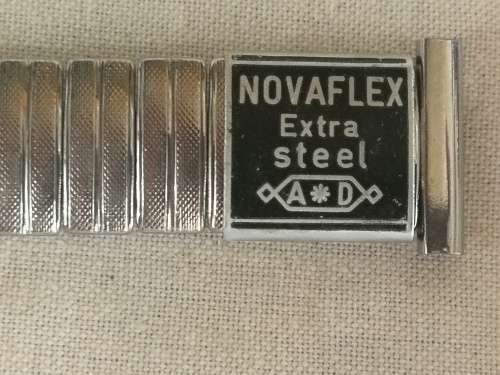 NOVAFLEX
Extra
steel
A*D